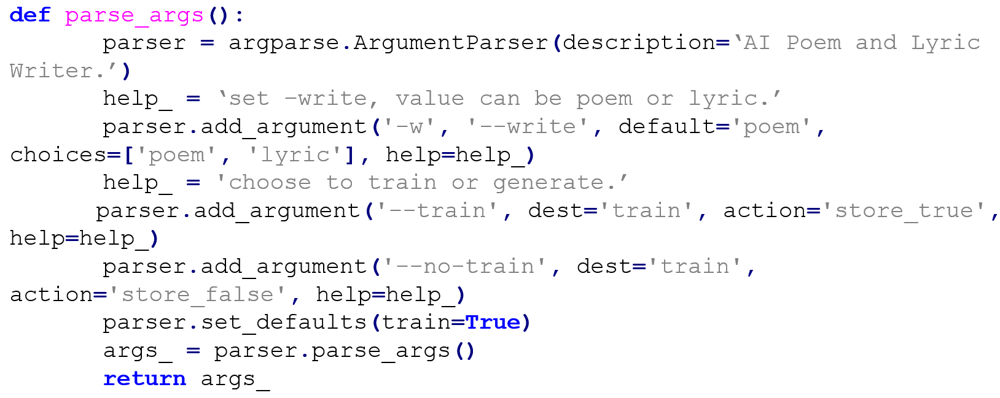 def parse_args():
parser = argparse.ArgumentParser(description=‘AI Poem and Lyric
Writer.’)
help_ = ‘set –write, value can be poem or lyric.’
parser.add_argument('-w', '--write', default='poem',
choices=['poem', 'lyric'], help=help_)
help_ = 'choose to train or generate.’
parser.add_argument('--train', dest='train', action='store_true',
help=help_)
parser.add_argument('--no-train', dest='train',
action='store_false', help=help_)
parser.set_defaults(train=True)
args_ = parser.parse_args()
return args_